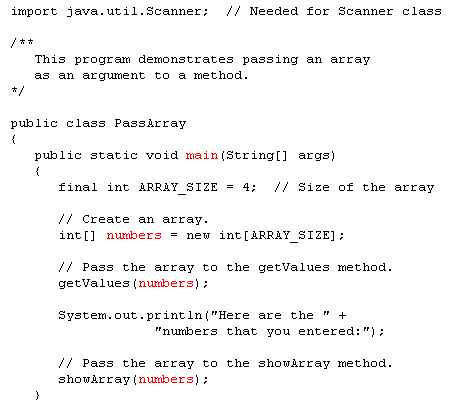 import java.util.Scanner;  // Needed for Scanner class

/**
   This program demonstrates passing an array
   as an argument to a method.
*/

public class PassArray
{
   public static void main(String[] args)
   {
      final int ARRAY_SIZE = 4;  // Size of the array

      // Create an array.
      int[] numbers = new int[ARRAY_SIZE];

      // Pass the array to the getValues method.
      getValues(numbers);

      System.out.println("Here are the " +
                  "numbers that you entered:");

      // Pass the array to the showArray method.
      showArray(numbers);
   }